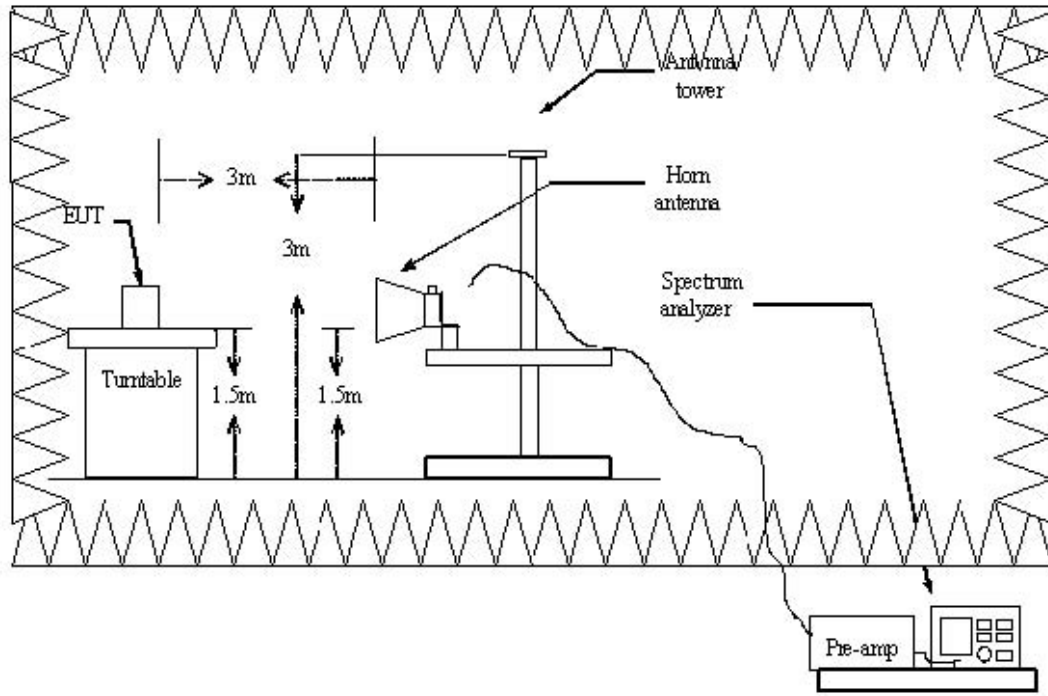 Antenna
tower
3m
Horn
antenna
EUT
3m
Spectrum
analyzer
Turntable
1.5m
1.5m
Pre-amp